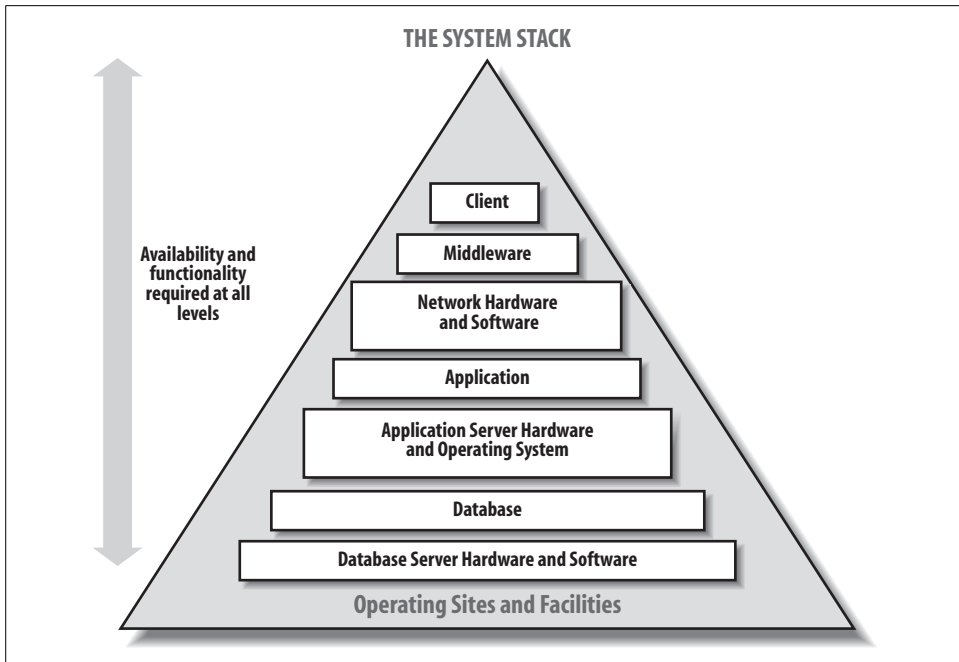 THE SYSTEM STACK
Availability and
functionality
required at all
levels
Client
Middleware
Network Hardware
and Software
Application
Application Server Hardware
and Operating System
Database
Database Server Hardware and Software
Operating Sites and Facilities